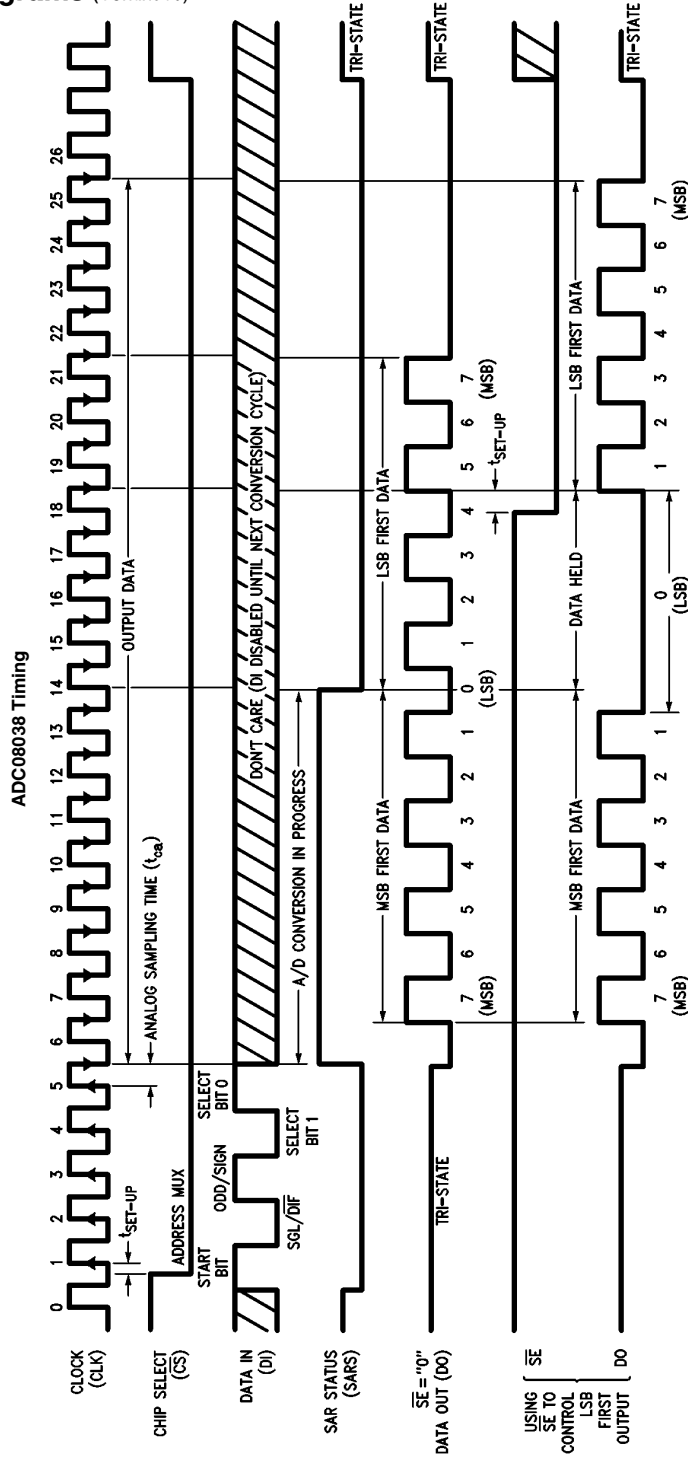 ADC08038 Timing
CLOCK
(CLK)
0 1 2 3 4 5 6 7 8 9 10 11 12 13 14 15 16 17 18 19 20 21 22 23 24 25 26
tSET-UP
ANALOG SAMPLING TIME (tca)
OUTPUT DATA
CHIP SELECT
(CS)
ADDRESS MUX
DATA IN
(DI)
START
BIT
SGL/DIF
ODD/SIGN
SELECT
BIT 1
SELECT
BIT 0
DON'T CARE (DI DISABLED UNTIL NEXT CONVERSION CYCLE)
SAR STATUS
(SARS)
A/D CONVERSION IN PROGRESS
TRI-STATE
SE = "0"
DATA OUT (DO)
TRI-STATE
MSB FIRST DATA
LSB FIRST DATA
TRI-STATE
7 6 5 4 3 2 1 0 1 2 3 4 5 6 7
(MSB)
(LSB)
(MSB)
tSET-UP
USING
SE TO
CONTROL
LSB
FIRST
OUTPUT
SE
MSB FIRST DATA
DATA HELD
LSB FIRST DATA
DO
TRI-STATE
7 6 5 4 3 2 1 0 1 2 3 4 5 6 7
(MSB)
(LSB)
(MSB)